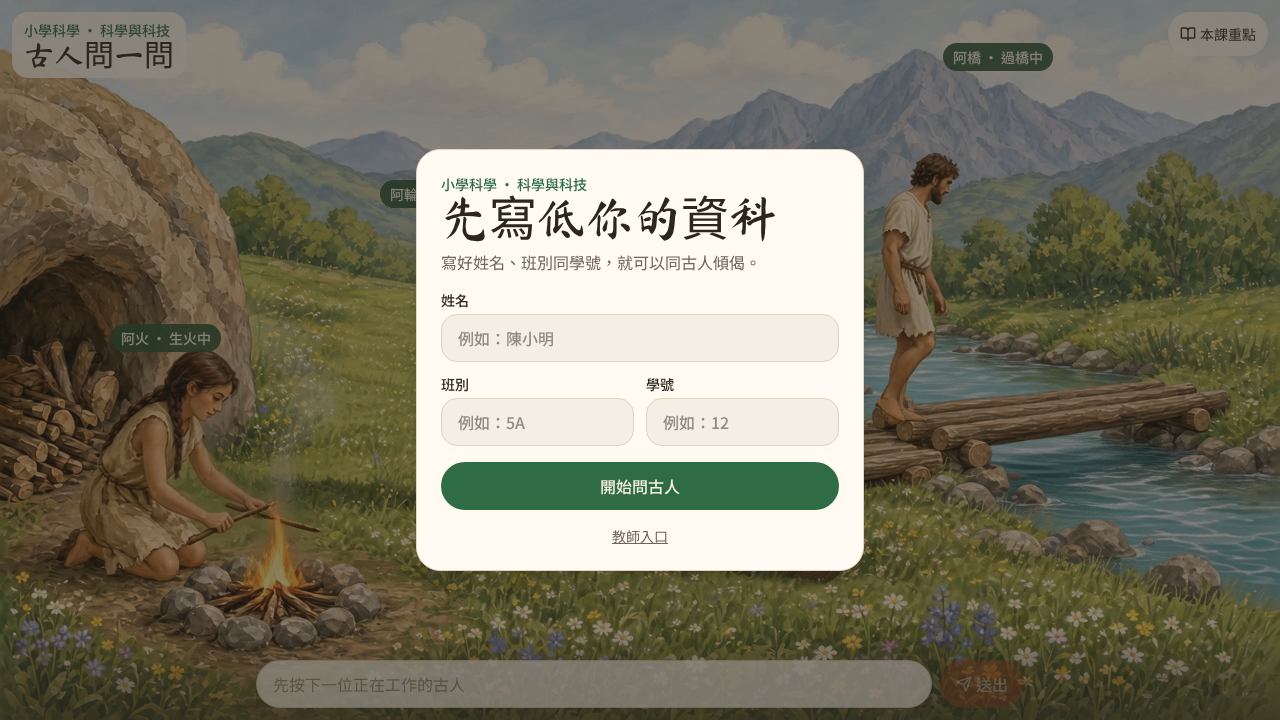 小學科學 · 科學與科技
古人問一問
本課重點
阿橋 · 過橋中
阿輪
阿火 · 生火中
小學科學 · 科學與科技
先寫低你的資料
寫好姓名、班別同學號，就可以同古人傾偈。
姓名
例如：陳小明
班別
學號
例如：5A
例如：12
開始問古人
教師入口
先按下一位正在工作的古人
送出